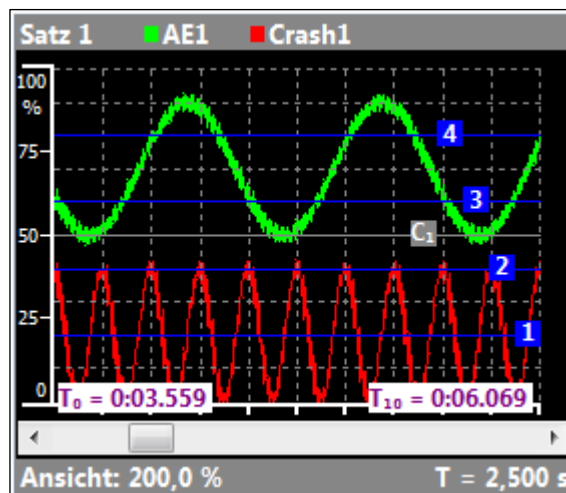 Satz 1 AE1 Crash1
100
%
4
75
3
50 C₁
2
25
1
0
T₀ = 0:03.559 T₁₀ = 0:06.069
Ansicht: 200,0 % T = 2,500 s